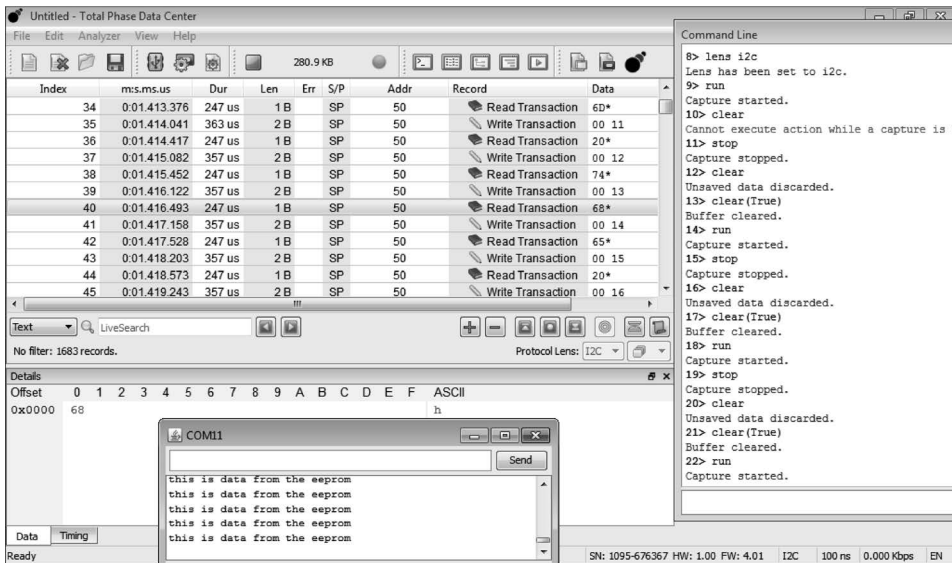 Untitled - Total Phase Data Center
File Edit Analyzer View Help
280.9 KB
Index m:s.ms.us Dur Len Err S/P Addr Record Data
34 0:01.413.376 247 us 1 B SP 50 Read Transaction 6D*
35 0:01.414.041 363 us 2 B SP 50 Write Transaction 00 11
36 0:01.414.417 247 us 1 B SP 50 Read Transaction 20*
37 0:01.415.082 357 us 2 B SP 50 Write Transaction 00 12
38 0:01.415.452 247 us 1 B SP 50 Read Transaction 74*
39 0:01.416.122 357 us 2 B SP 50 Write Transaction 00 13
40 0:01.416.493 247 us 1 B SP 50 Read Transaction 68*
41 0:01.417.158 357 us 2 B SP 50 Write Transaction 00 14
42 0:01.417.528 247 us 1 B SP 50 Read Transaction 65*
43 0:01.418.203 357 us 2 B SP 50 Write Transaction 00 15
44 0:01.418.573 247 us 1 B SP 50 Read Transaction 20*
45 0:01.419.243 357 us 2 B SP 50 Write Transaction 00 16
Text LiveSearch
No filter: 1683 records. Protocol Lens: I2C
Details
Offset 0 1 2 3 4 5 6 7 8 9 A B C D E F ASCII
0x0000 68 h
COM11
Send
this is data from the eeprom
this is data from the eeprom
this is data from the eeprom
this is data from the eeprom
this is data from the eeprom
Data Timing
Ready
Command Line
8> lens i2c
Lens has been set to i2c.
9> run
Capture started.
10> clear
Cannot execute action while a capture is
11> stop
Capture stopped.
12> clear
Unsaved data discarded.
13> clear(True)
Buffer cleared.
14> run
Capture started.
15> stop
Capture stopped.
16> clear
Unsaved data discarded.
17> clear(True)
Buffer cleared.
18> run
Capture started.
19> stop
Capture stopped.
20> clear
Unsaved data discarded.
21> clear(True)
Buffer cleared.
22> run
Capture started.
SN: 1095-676367 HW: 1.00 FW: 4.01 I2C 100 ns 0.000 Kbps EN